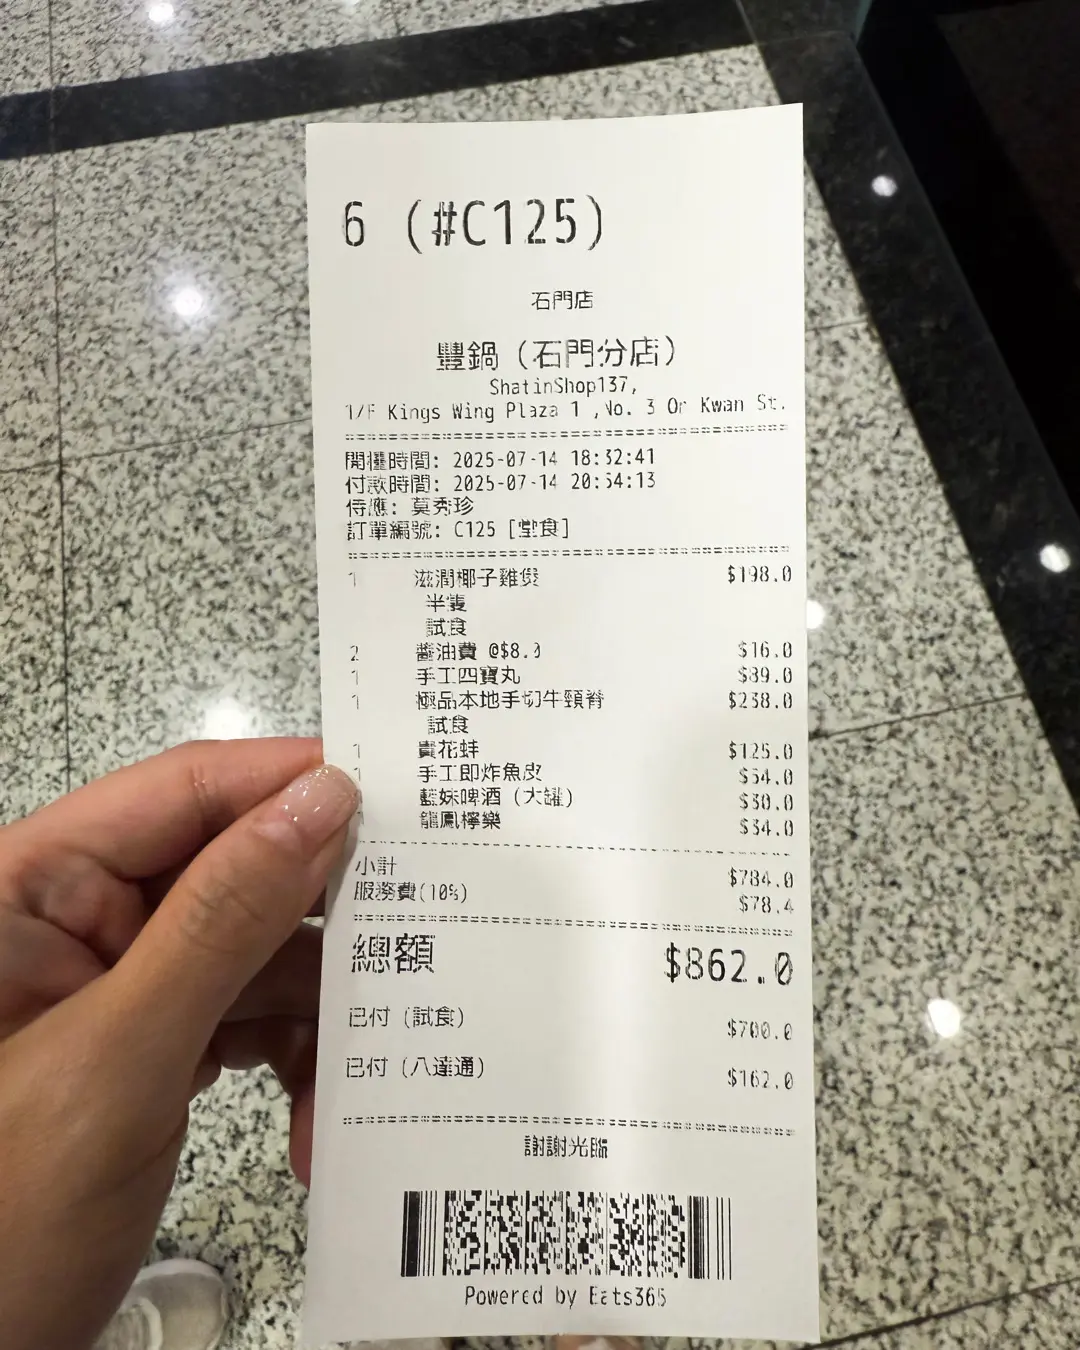 6 (#C125)
石門店
豐鍋 (石門分店)
ShatinShop137,
1/F Kings Wing Plaza 1 ,No. 3 On Kwan St.
開檯時間: 2025-07-14 18:32:41
付款時間: 2025-07-14 20:54:13
侍應: 莫秀珍
訂單編號: C125 [堂食]
1 滋潤椰子雞煲 $198.0
半隻
試食
2 醬油費 @$8.0 $16.0
1 手工四寶丸 $89.0
1 極品本地手切牛頸脊 $238.0
試食
1 貴花蚌 $125.0
1 手工即炸魚皮 $54.0
藍妹啤酒 (大罐) $30.0
龍鳳檸樂 $34.0
小計 $784.0
服務費(10%) $78.4
總額 $862.0
已付 (試食) $700.0
已付 (八達通) $162.0
謝謝光臨
Powered by Eats365